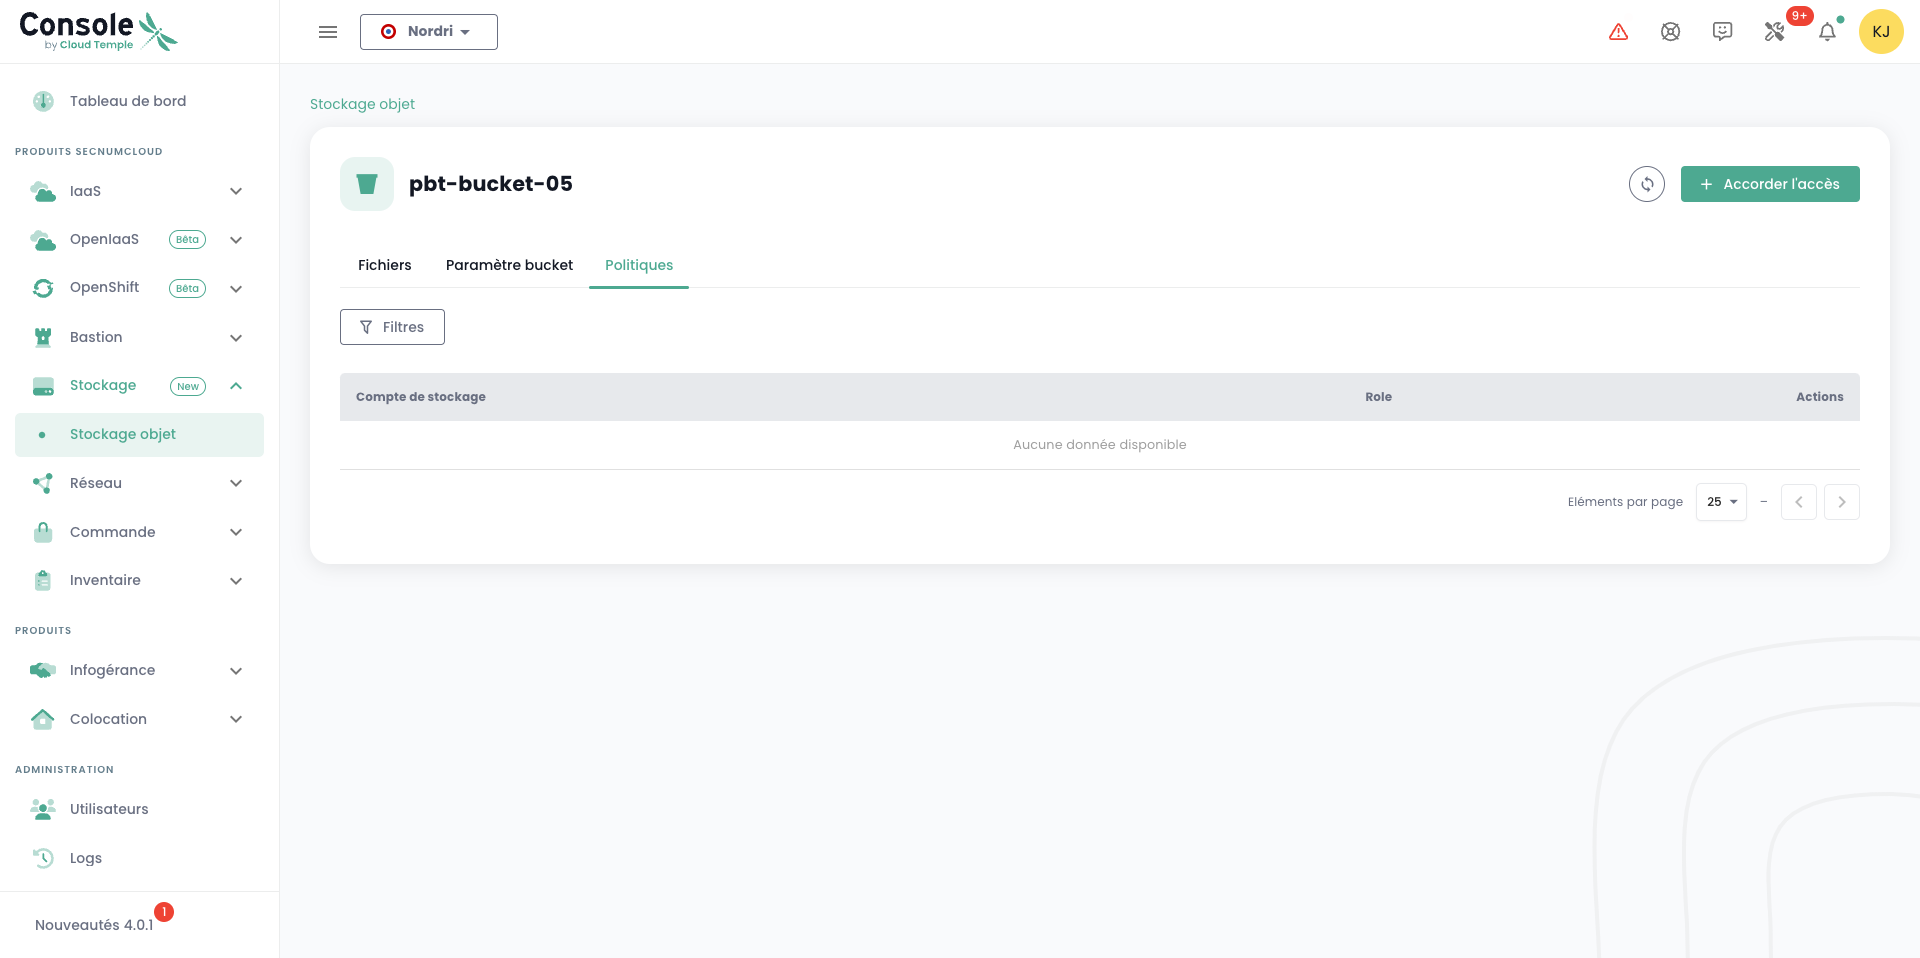 Console
by Cloud Temple
Nordri
9+
KJ
Tableau de bord
PRODUITS SECNUMCLOUD
IaaS
OpenIaaS Bêta
OpenShift Bêta
Bastion
Stockage New
Stockage objet
Réseau
Commande
Inventaire
PRODUITS
Infogérance
Colocation
ADMINISTRATION
Utilisateurs
Logs
Nouveautés 4.0.1
1
Stockage objet
pbt-bucket-05
Accorder l'accès
Fichiers Paramètre bucket Politiques
Filtres
Compte de stockage Role Actions
Aucune donnée disponible
Eléments par page 25 –